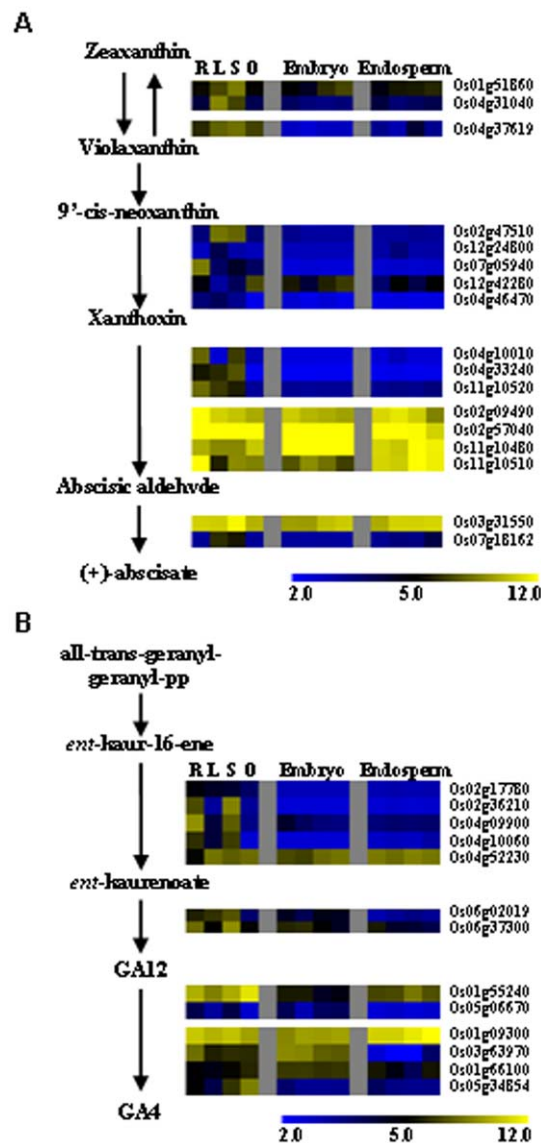 A
Zeaxanthin
R L S O Embryo Endosperm
Os01g51860
Os04g31040
Os04g37619
Violaxanthin
9'-cis-neoxanthin
Os02g47510
Os12g24800
Os07g05940
Os12g42280
Os04g46470
Xanthoxin
Os04g10010
Os04g33240
Os11g10520
Os02g09490
Os02g57040
Os11g10480
Os11g10510
Abscisic aldehyde
Os03g31550
Os07g18162
(+)-abscisate
2.0 5.0 12.0
B
all-trans-geranyl-
geranyl-pp
ent-kaur-16-ene
R L S O Embryo Endosperm
Os02g17780
Os02g36210
Os04g09900
Os04g10060
Os04g52230
ent-kaurenoate
Os06g02019
Os06g37300
GA12
Os01g55240
Os05g06670
Os01g09300
Os03g63970
Os01g66100
Os05g34854
GA4
2.0 5.0 12.0